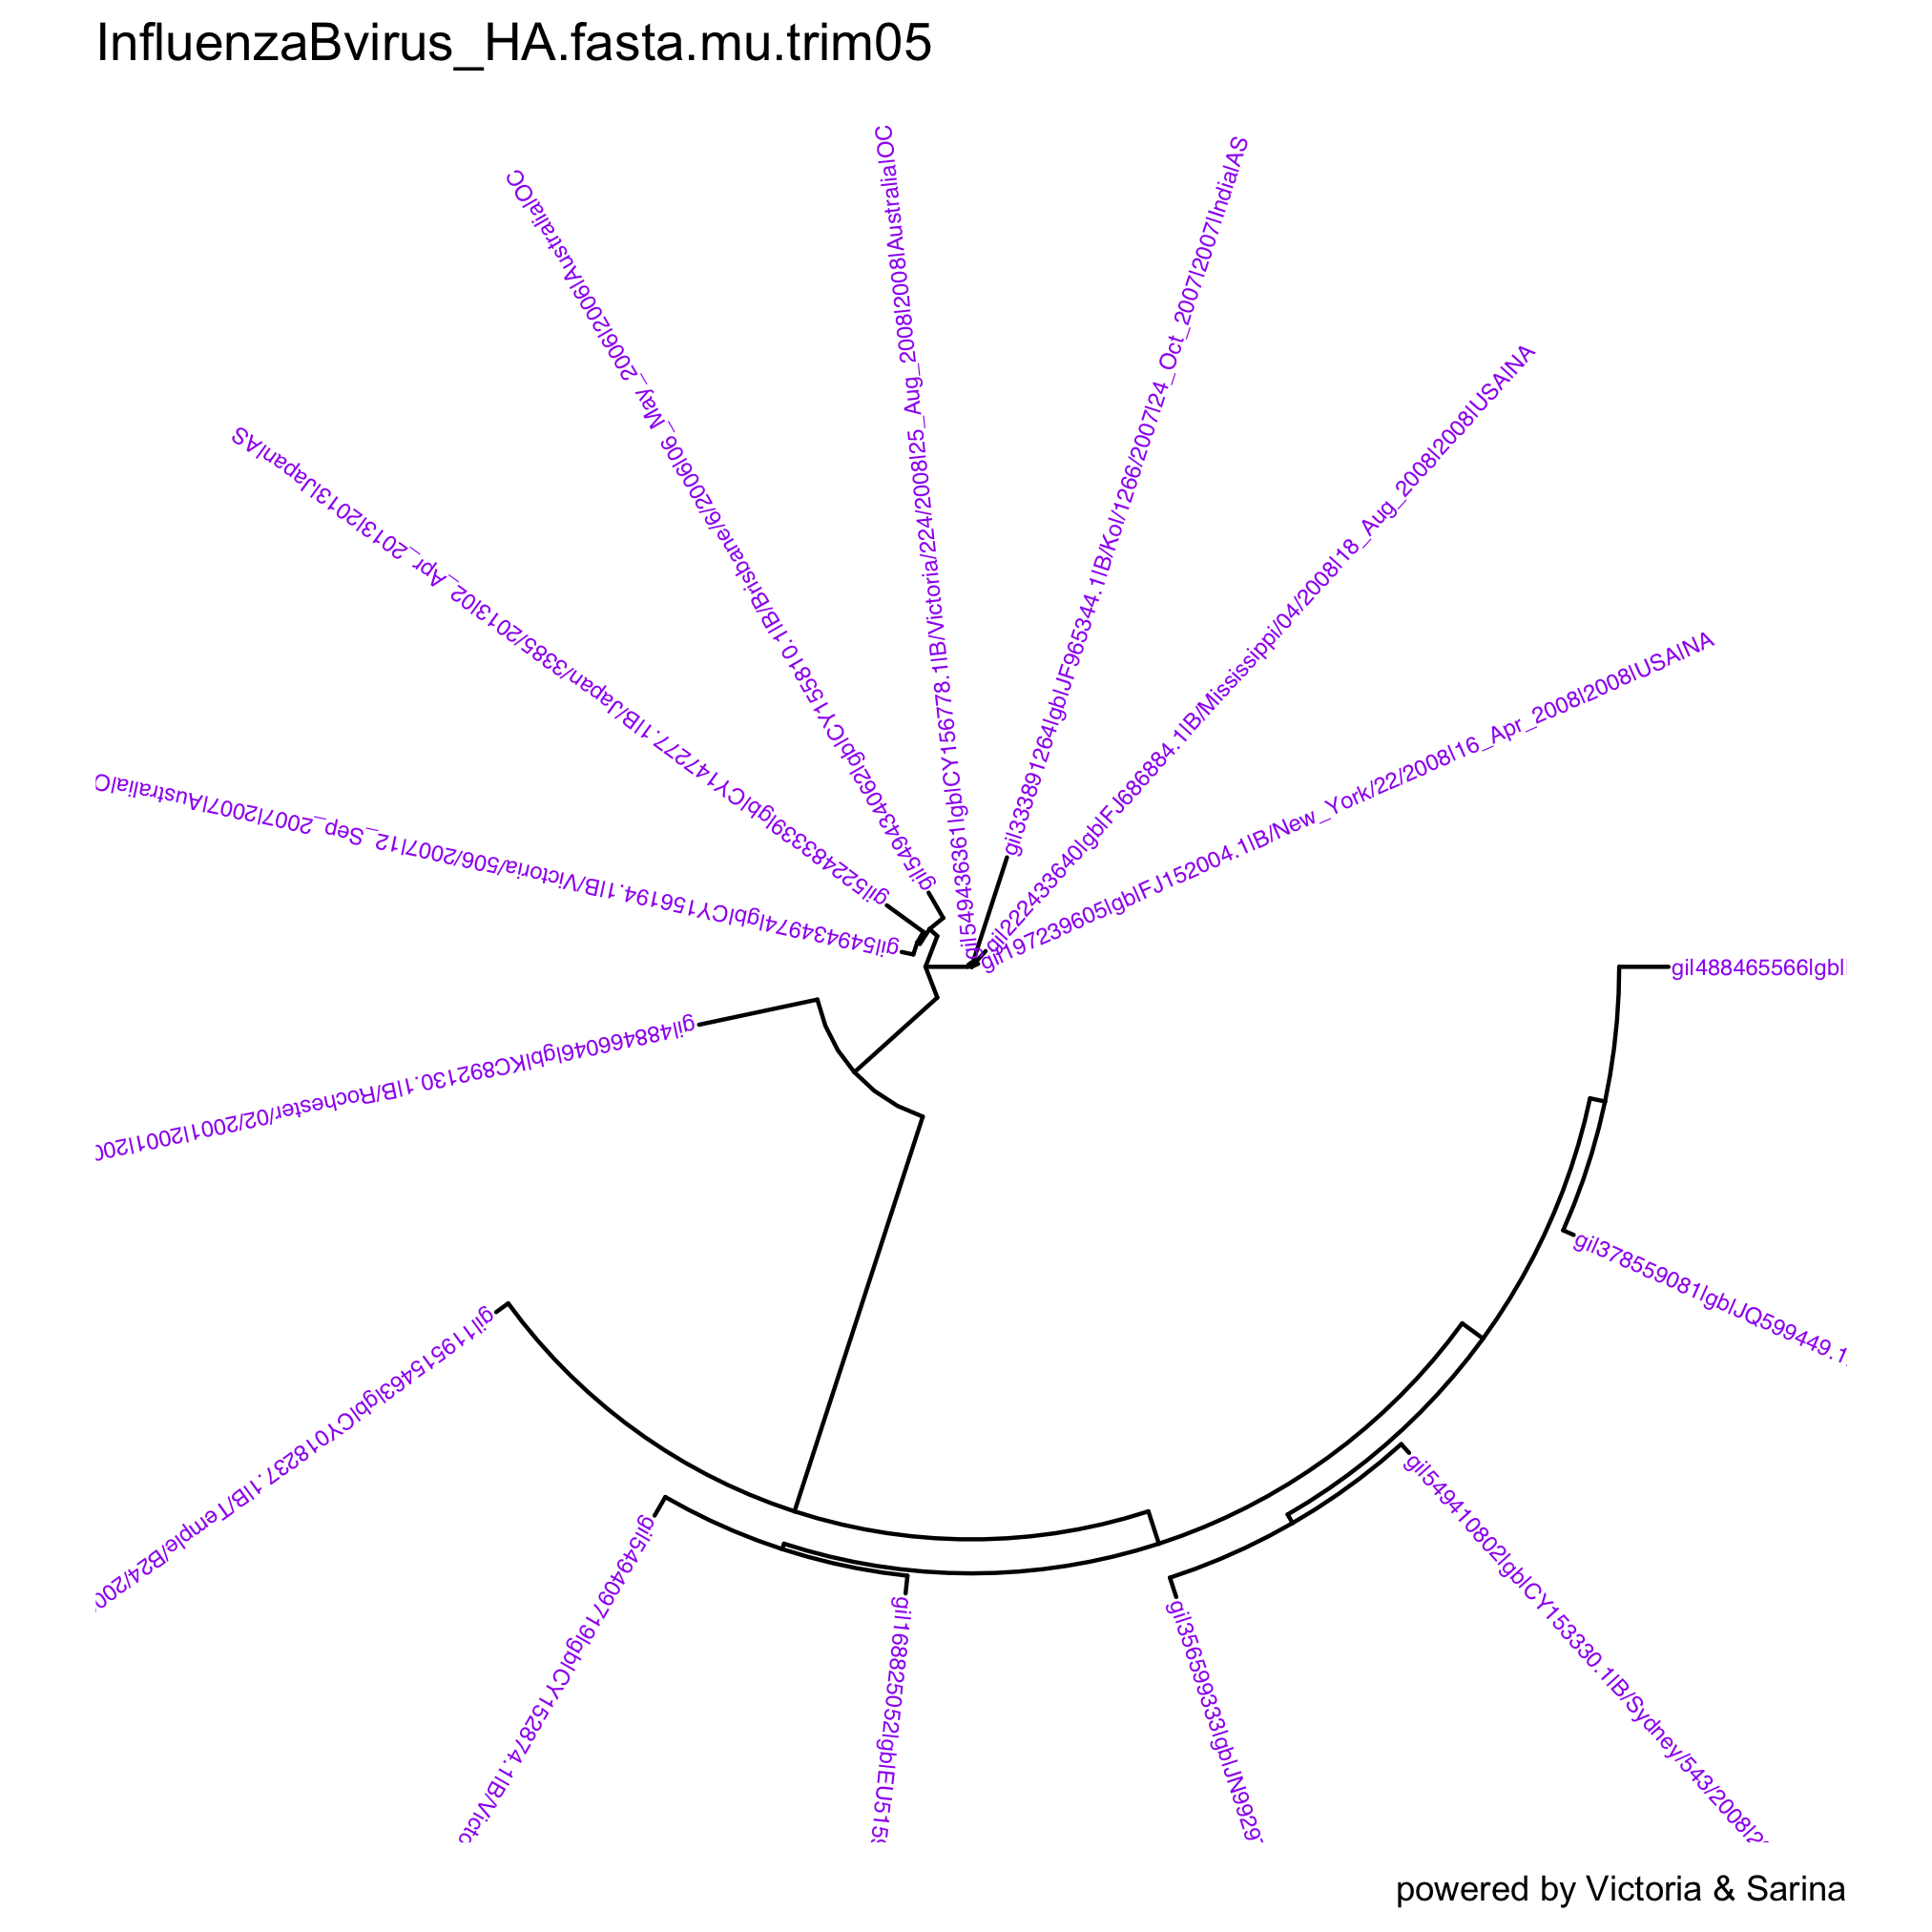 InfluenzaBvirus_HA.fasta.mu.trim05
gi|549436361|gb|CY156778.1|B/Victoria/224/2008|25_Aug_2008|2008|Australia|OC
gi|338912641|gb|JF965344.1|B/Kol/1266/2007|24_Oct_2007|2007|India|AS
gi|549434062|gb|CY155810.1|B/Brisbane/6/2006|06_May_2006|2006|Australia|OC
gi|222433640|gb|FJ686884.1|B/Mississippi/04/2008|18_Aug_2008|2008|USA|NA
gi|522483339|gb|CY147277.1|B/Japan/3385/2013|02_Apr_2013|2013|Japan|AS
gi|197239605|gb|FJ152004.1|B/New_York/22/2008|16_Apr_2008|2008|USA|NA
gi|549434974|gb|CY156194.1|B/Victoria/506/2007|12_Sep_2007|2007|Australia|O
gi|488465566|gb|
gi|488466046|gb|KC892130.1|B/Rochester/02/2001|2001|200
gi|378559081|gb|JQ599449.1
gi|119515463|gb|CY018237.1|B/Temple/B24/200
gi|549410802|gb|CY153330.1|B/Sydney/543/2008|2
gi|549409719|gb|CY152874.1|B/Victo
gi|168825052|gb|EU515
gi|356599333|gb|JN9929
powered by Victoria & Sarina